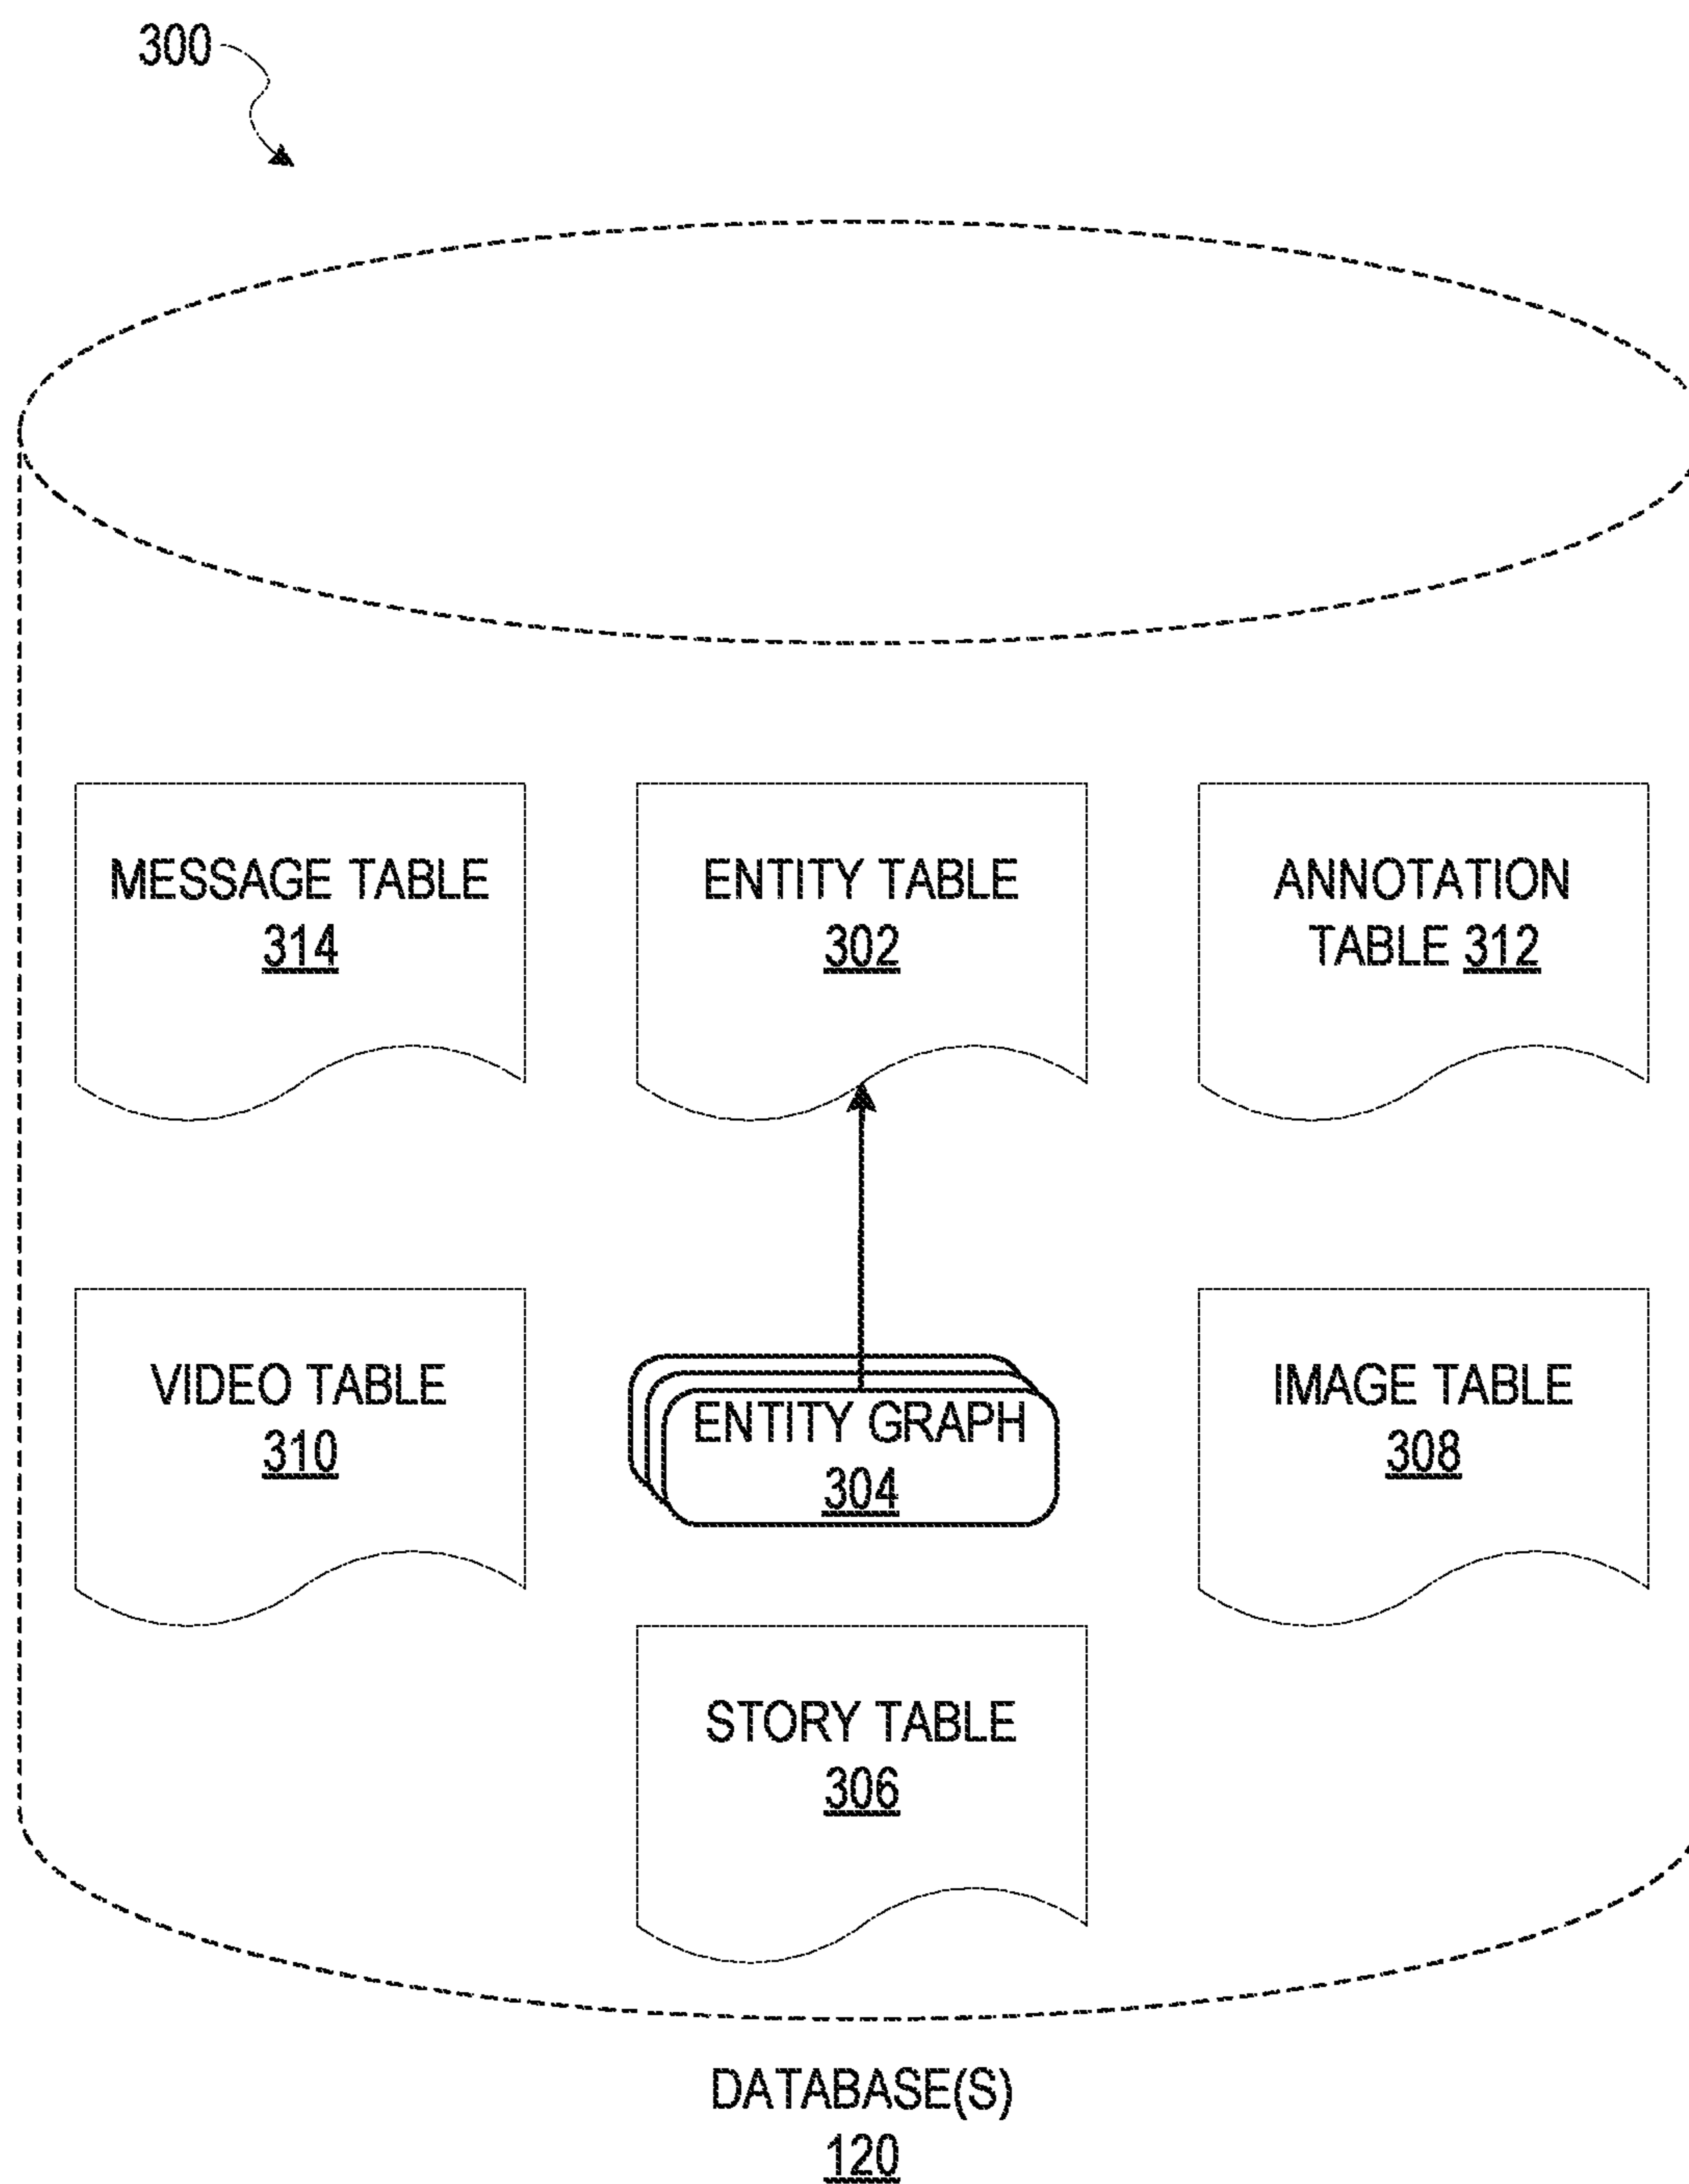 300
MESSAGE TABLE
314
ENTITY TABLE
302
ANNOTATION
TABLE 312
VIDEO TABLE
310
ENTITY GRAPH
304
IMAGE TABLE
308
STORY TABLE
306
DATABASE(S)
120